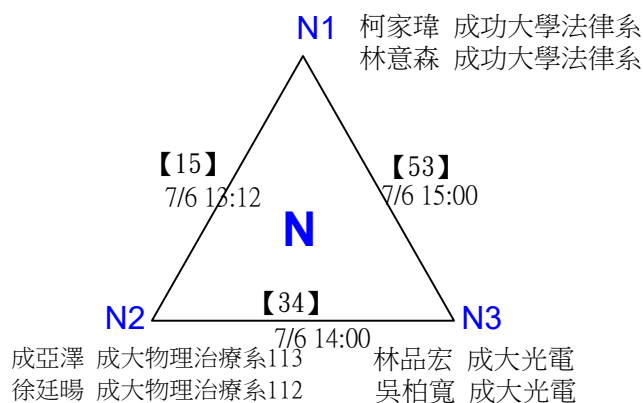 N1
柯家瑋 成功大學法律系
林意森 成功大學法律系
【15】
7/6 13:12
【53】
7/6 15:00
N
【34】
7/6 14:00
N2
N3
成亞澤 成大物理治療系113
徐廷暘 成大物理治療系112
林品宏 成大光電
吳柏寬 成大光電